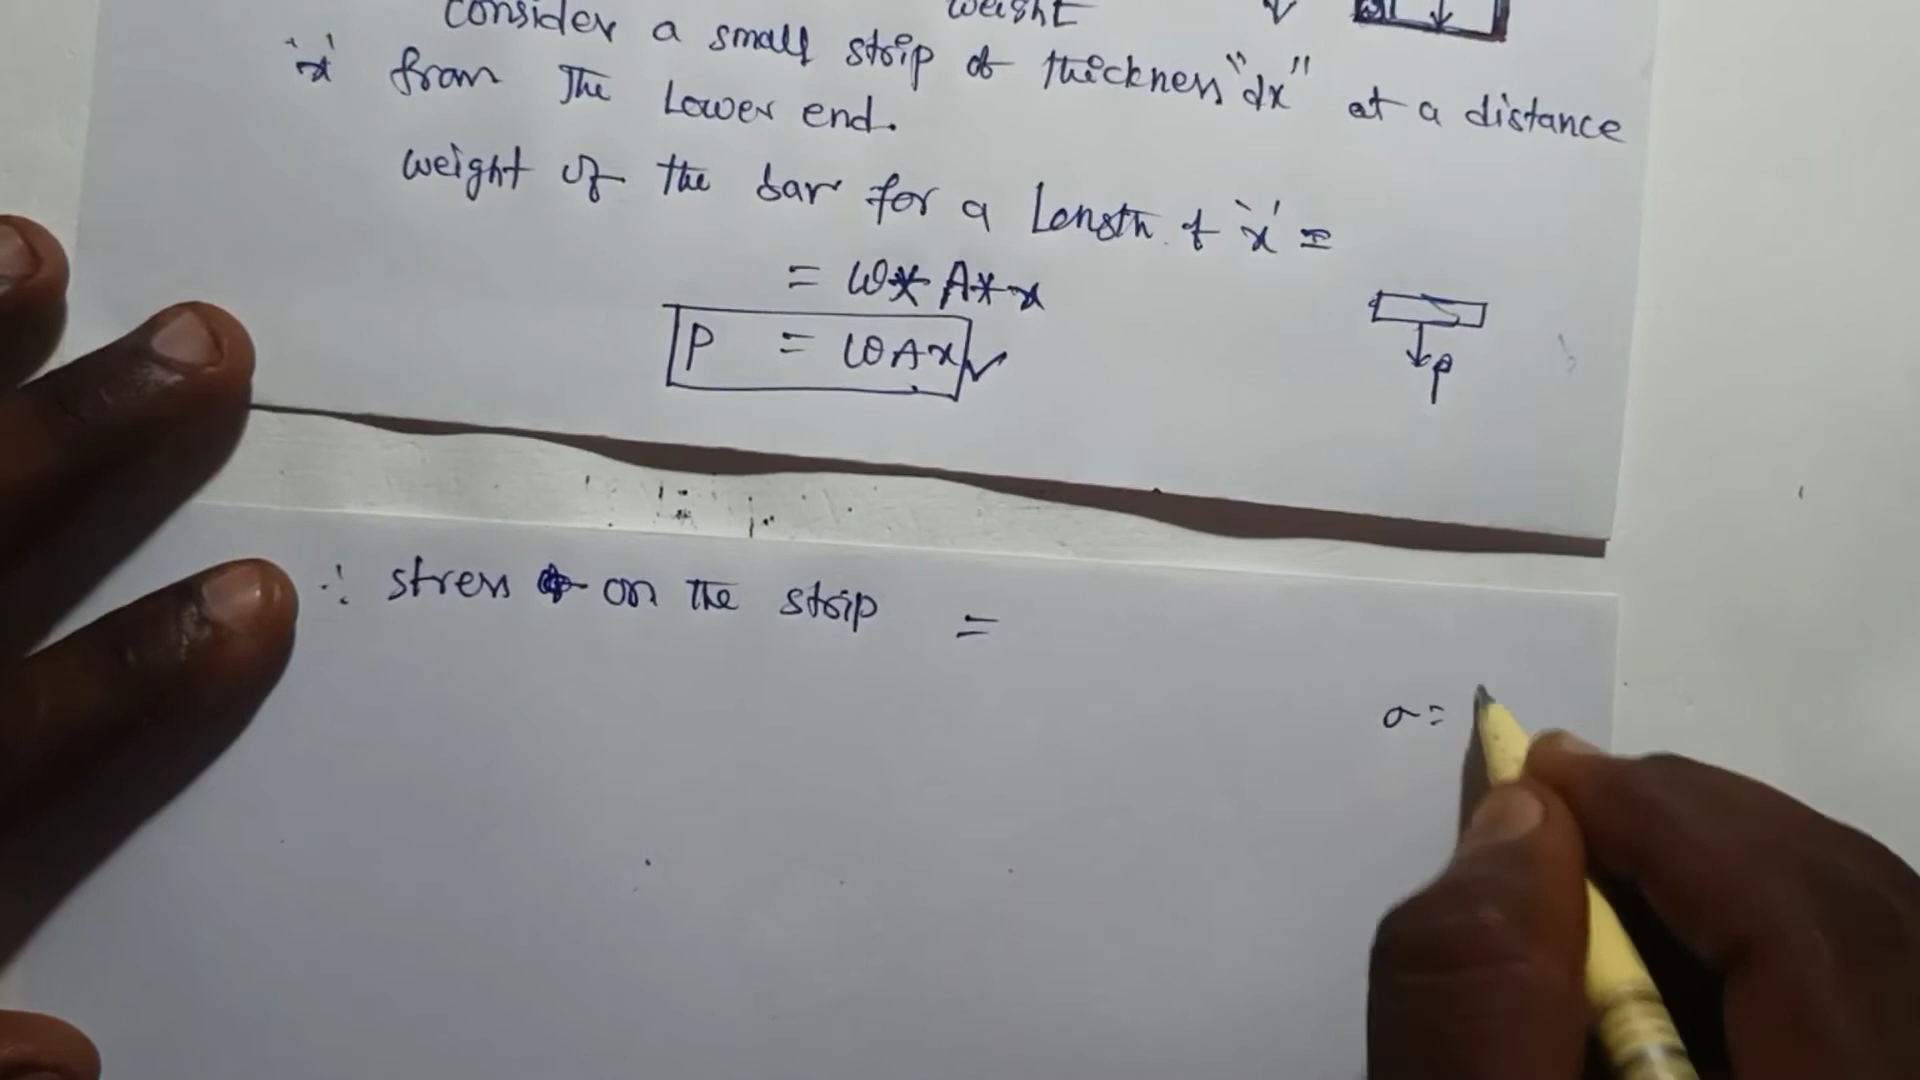 weight
Consider a small strip of thickness "dx" at a distance
'x' from The Lower end.
weight of the bar for a Length of 'x' =
= W* A* x
P = WAx
P
∴ stress on the strip =
σ =